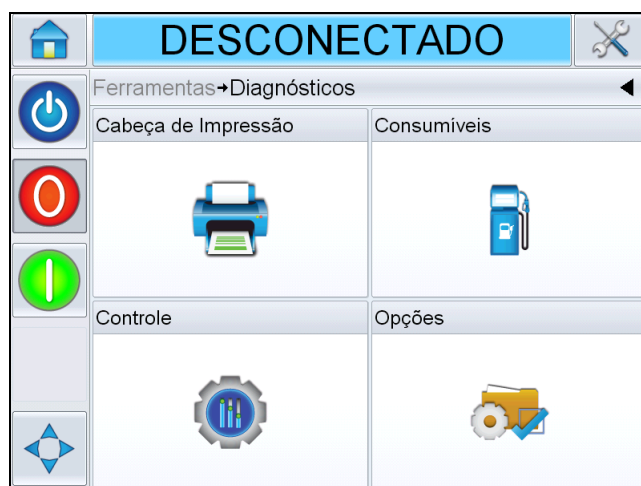 DESCONECTADO
Ferramentas→Diagnósticos
Cabeça de Impressão
Consumíveis
Controle
Opções